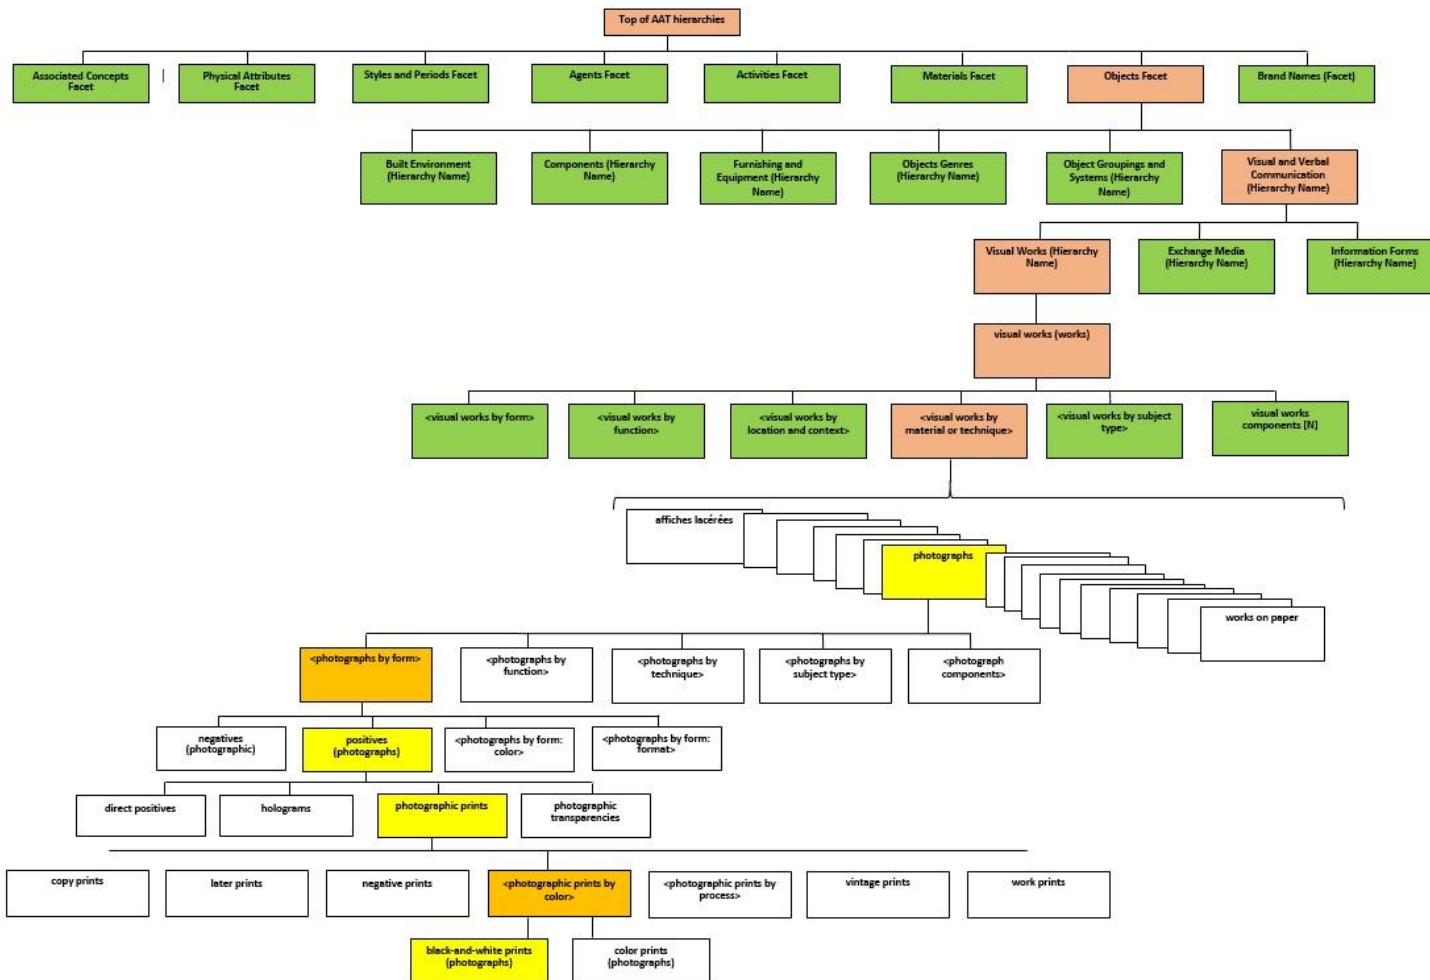 Top of AAT hierarchies
Associated Concepts
Facet
Physical Attributes
Facet
Styles and Periods Facet
Agents Facet
Activities Facet
Materials Facet
Objects Facet
Brand Names (Facet)
Built Environment
(Hierarchy Name)
Components (Hierarchy
Name)
Furnishing and
Equipment (Hierarchy
Name)
Objects Genres
(Hierarchy Name)
Object Groupings and
Systems (Hierarchy
Name)
Visual and Verbal
Communication
(Hierarchy Name)
Visual Works (Hierarchy
Name)
Exchange Media
(Hierarchy Name)
Information Forms
(Hierarchy Name)
visual works (works)
<visual works by form>
<visual works by
function>
<visual works by
location and context>
<visual works by
material or technique>
<visual works by subject
type>
visual works
components [N]
affiches lacérées
photographs
works on paper
<photographs by form>
<photographs by
function>
<photographs by
technique>
<photographs by
subject type>
<photograph
components>
negatives
(photographic)
positives
(photographs)
<photographs by form:
color>
<photographs by form:
format>
direct positives
holograms
photographic prints
photographic
transparencies
copy prints
later prints
negative prints
<photographic prints by
color>
<photographic prints by
process>
vintage prints
work prints
black-and-white prints
(photographs)
color prints
(photographs)